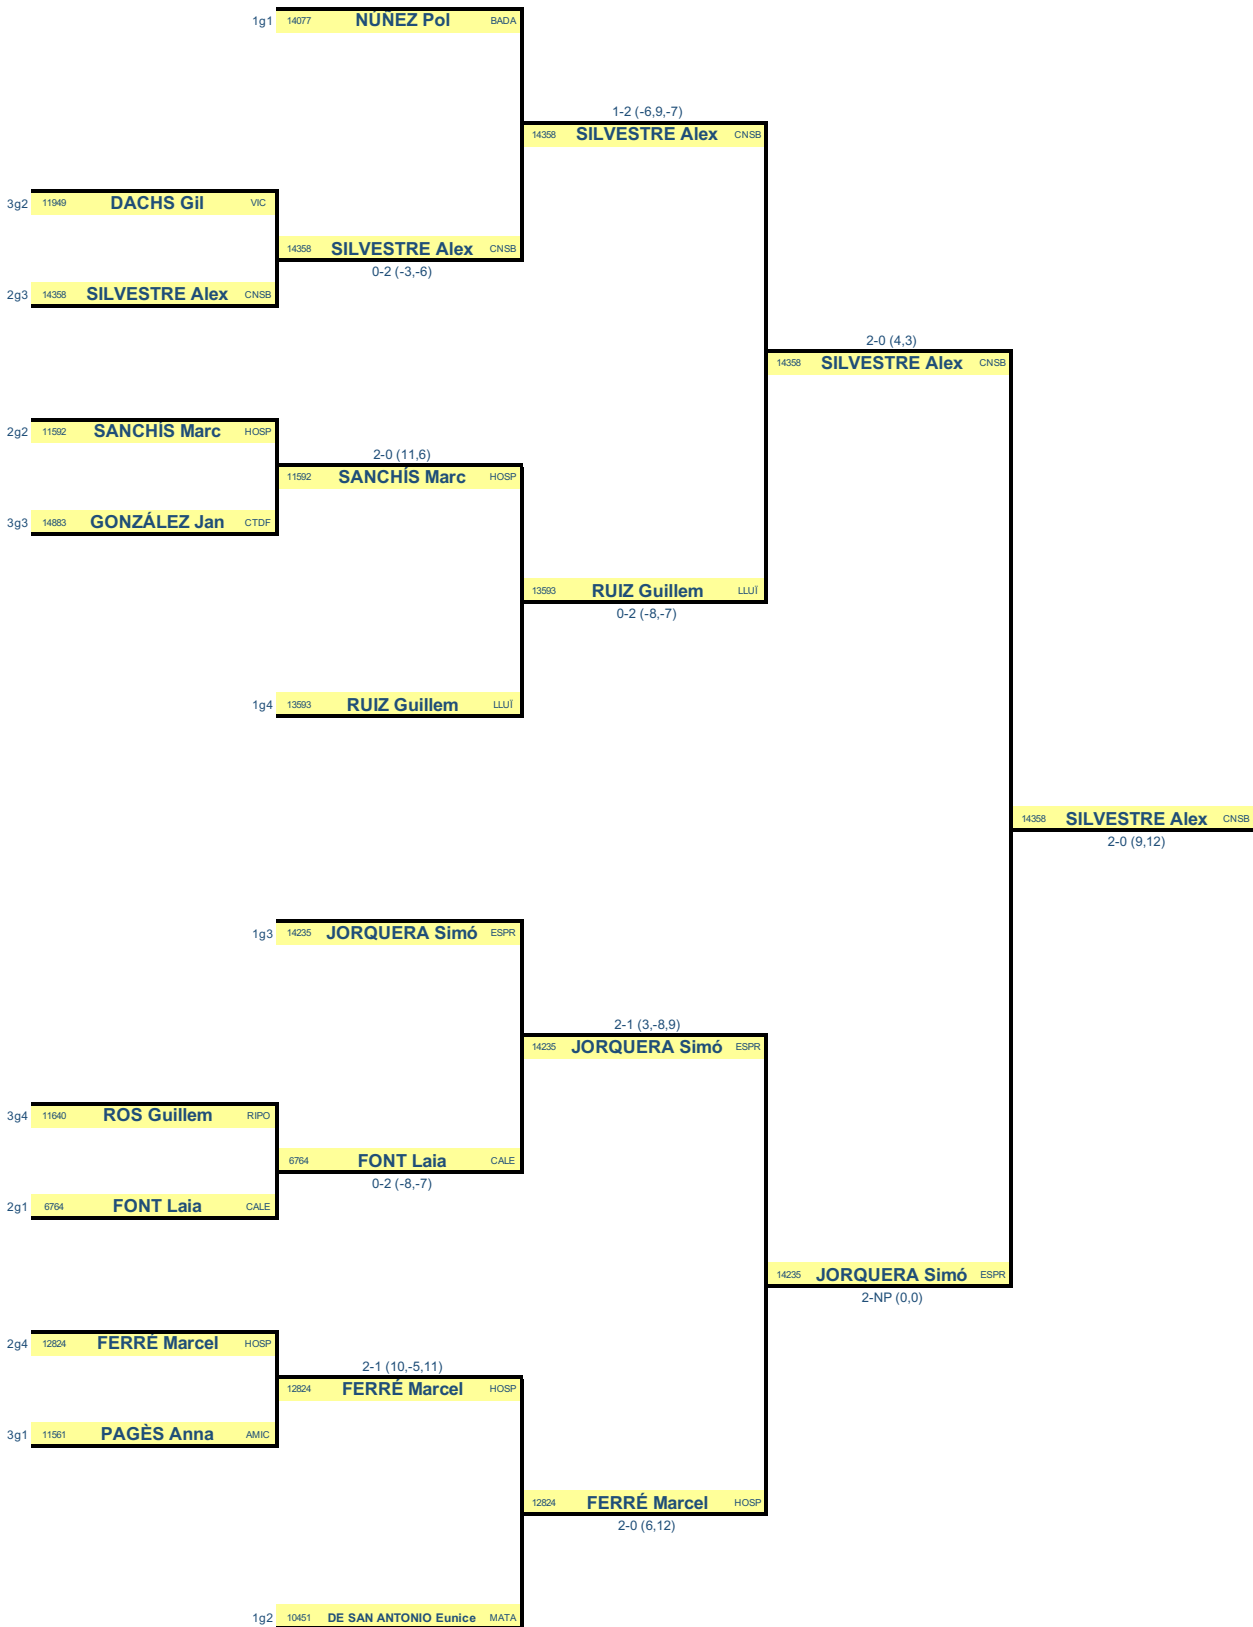 1g1 14077 NÚÑEZ Pol BADA
1-2 (-6,9,-7)
14358 SILVESTRE Alex CNSB
3g2 11949 DACHS Gil VIC
14358 SILVESTRE Alex CNSB
0-2 (-3,-6)
2g3 14358 SILVESTRE Alex CNSB
2-0 (4,3)
14358 SILVESTRE Alex CNSB
2g2 11592 SANCHÍS Marc HOSP
2-0 (11,6)
11592 SANCHÍS Marc HOSP
3g3 14883 GONZÁLEZ Jan CTDF
13593 RUIZ Guillem LLUÏ
0-2 (-8,-7)
1g4 13593 RUIZ Guillem LLUÏ
14358 SILVESTRE Alex CNSB
2-0 (9,12)
1g3 14235 JORQUERA Simó ESPR
2-1 (3,-8,9)
14235 JORQUERA Simó ESPR
3g4 11640 ROS Guillem RIPO
6764 FONT Laia CALE
0-2 (-8,-7)
2g1 6764 FONT Laia CALE
14235 JORQUERA Simó ESPR
2-NP (0,0)
2g4 12824 FERRÉ Marcel HOSP
2-1 (10,-5,11)
12824 FERRÉ Marcel HOSP
3g1 11561 PAGÈS Anna AMIC
12824 FERRÉ Marcel HOSP
2-0 (6,12)
1g2 10451 DE SAN ANTONIO Eunice MATA